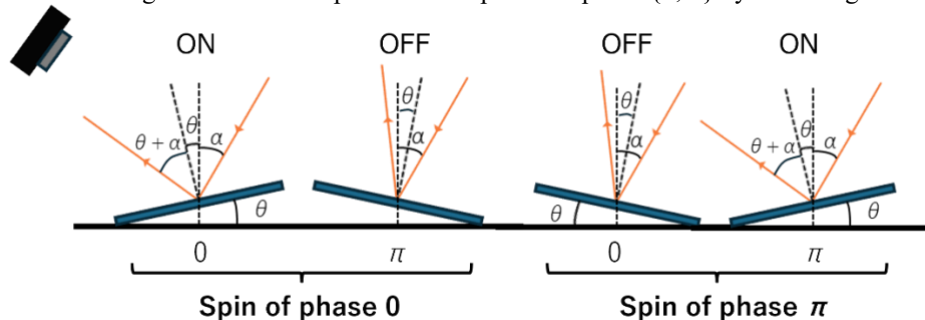 ON OFF OFF ON
θ θ θ θ
θ + α α α α θ + α α
θ θ θ
0 π 0 π
Spin of phase 0 Spin of phase π